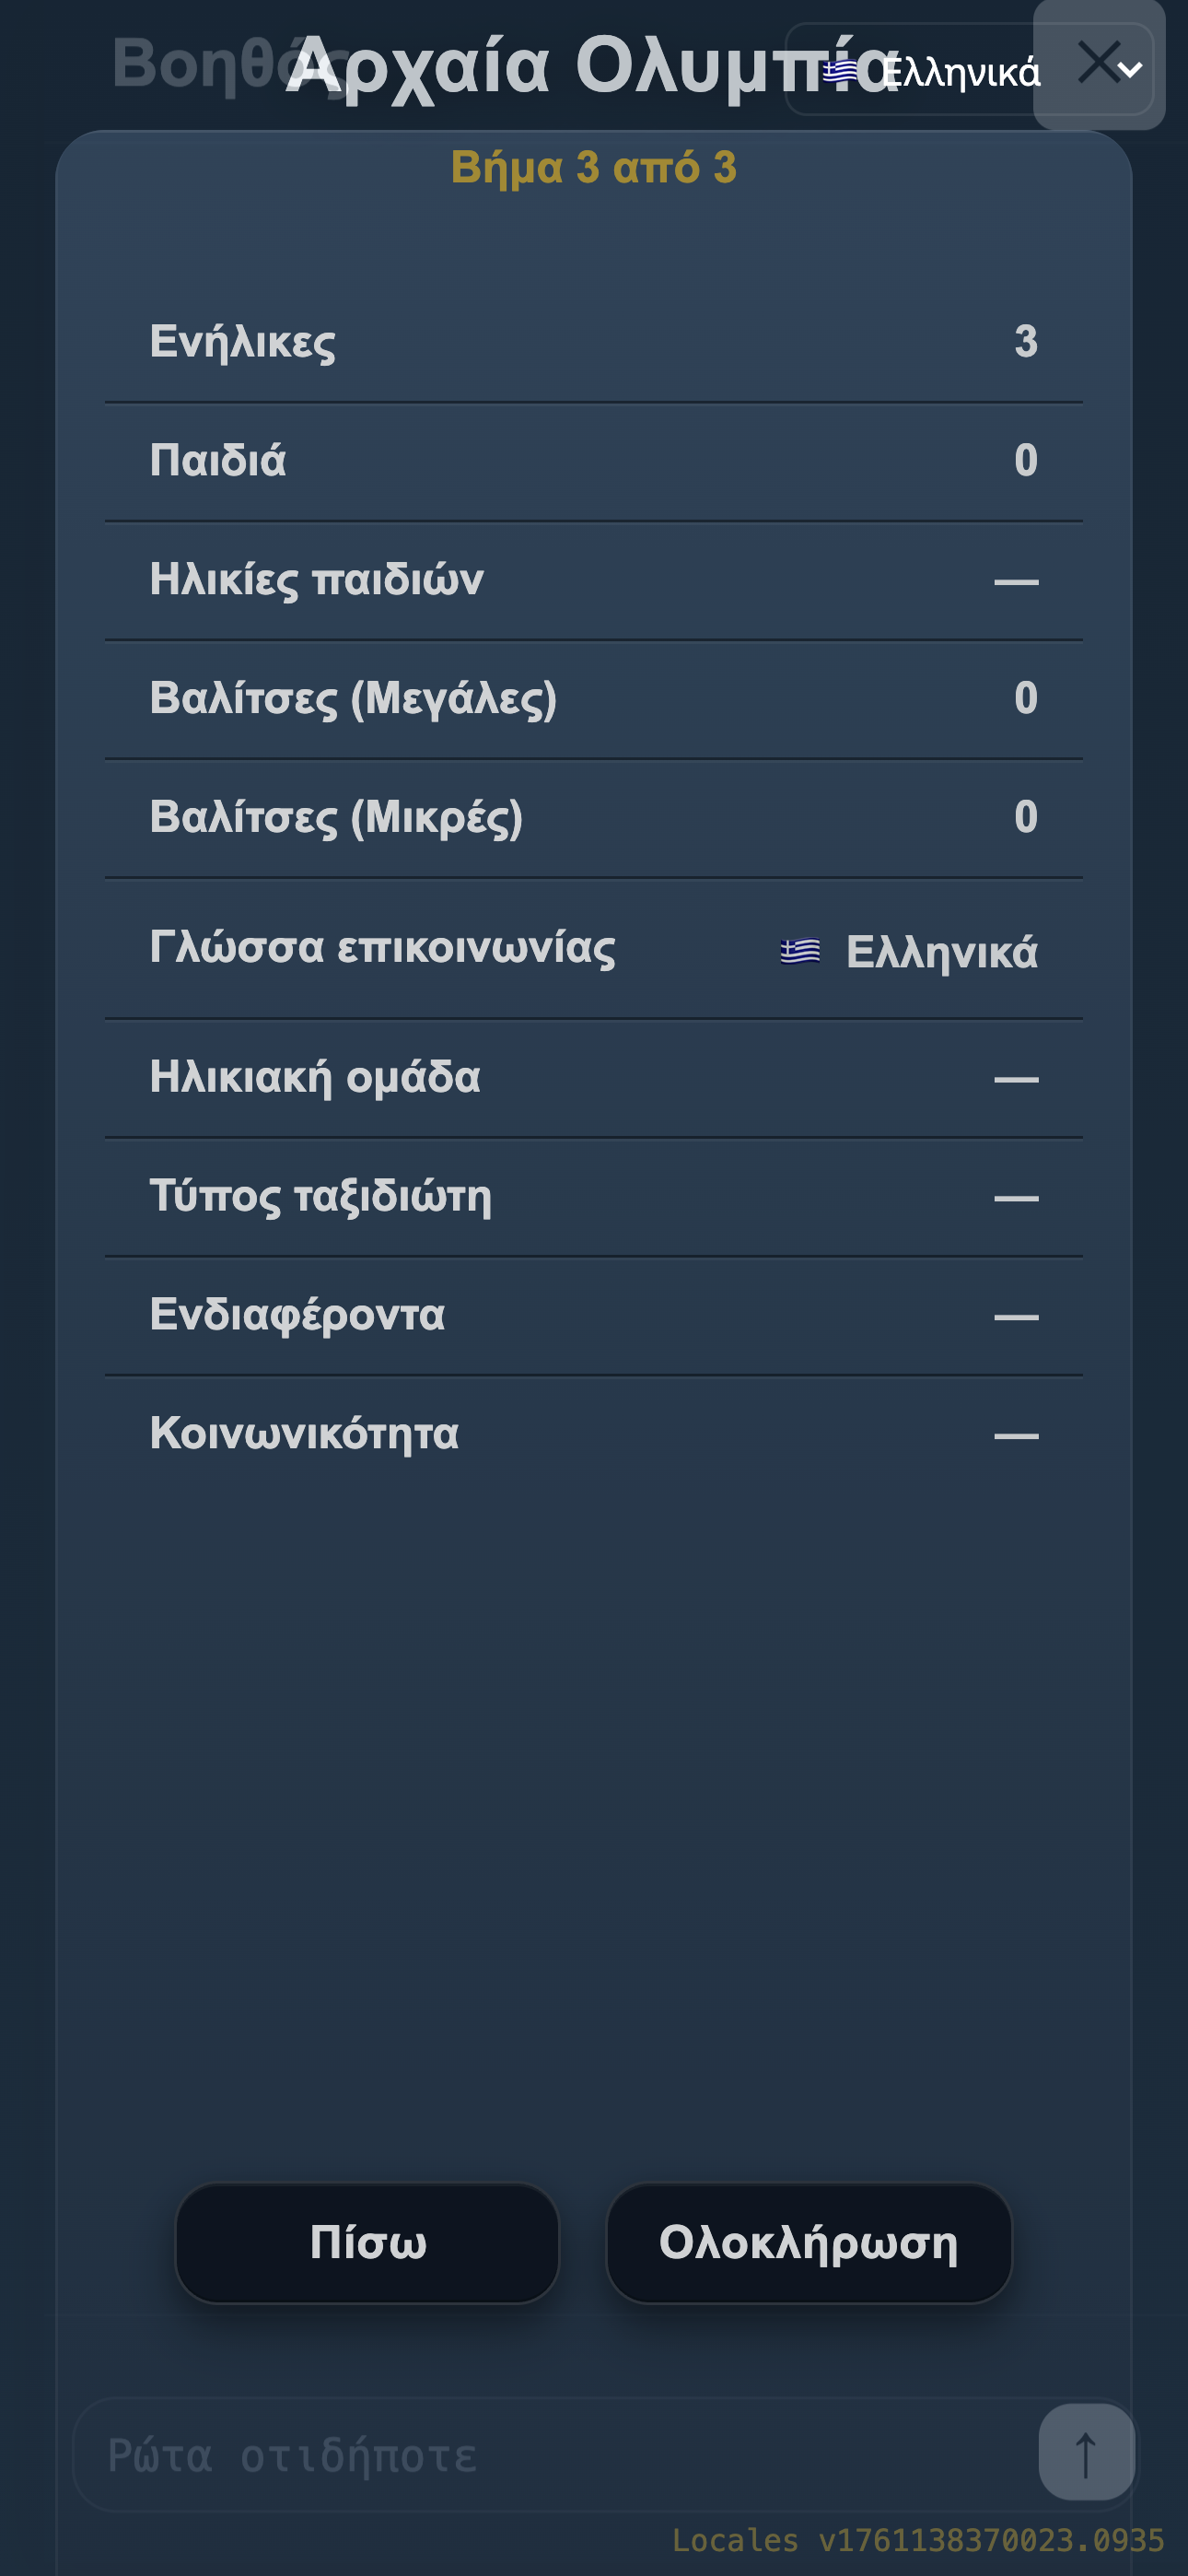 Βοηθός
Αρχαία Ολυμπία
Ελληνικά
Βήμα 3 από 3
Ενήλικες 3
Παιδιά 0
Ηλικίες παιδιών —
Βαλίτσες (Μεγάλες) 0
Βαλίτσες (Μικρές) 0
Γλώσσα επικοινωνίας Ελληνικά
Ηλικιακή ομάδα —
Τύπος ταξιδιώτη —
Ενδιαφέροντα —
Κοινωνικότητα —
Πίσω Ολοκλήρωση
Ρώτα οτιδήποτε
Locales v1761138370023.0935